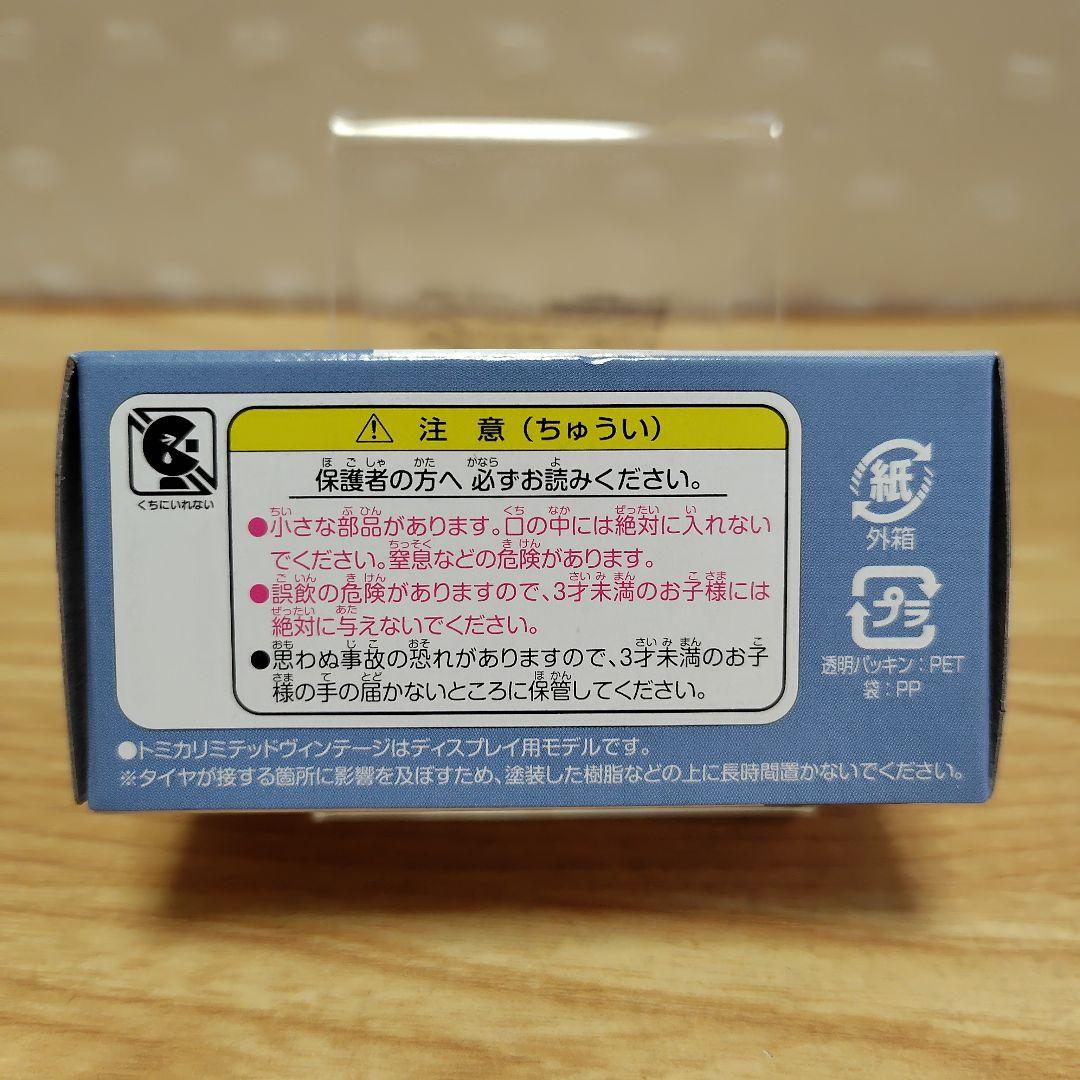 くちにいれない
⚠ 注 意（ちゅうい）
保護者の方へ 必ずお読みください。
●小さな部品があります。口の中には絶対に入れない
でください。窒息などの危険があります。
●誤飲の危険がありますので、3才未満のお子様には
絶対に与えないでください。
●思わぬ事故の恐れがありますので、3才未満のお子
様の手の届かないところに保管してください。
紙
外箱
プラ
透明パッキン：PET
袋：PP
●トミカリミテッドヴィンテージはディスプレイ用モデルです。
※タイヤが接する箇所に影響を及ぼすため、塗装した樹脂などの上に長時間置かないでください。